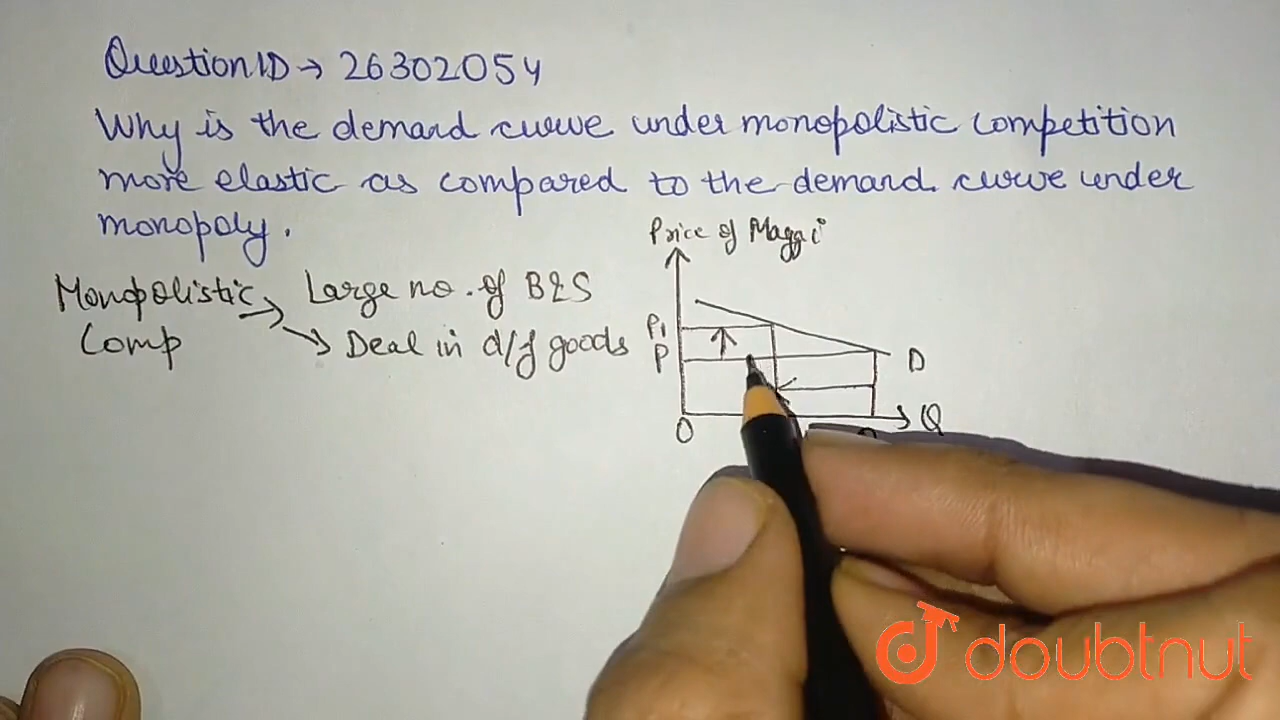 Question ID → 26302054
Why is the demand curve under monopolistic competition
more elastic as compared to the demand curve under
monopoly.
Price of Maggi
Monopolistic → Large no. of B&S
Comp → Deal in d/f goods
P1
P
D
O
Q
doubtnut